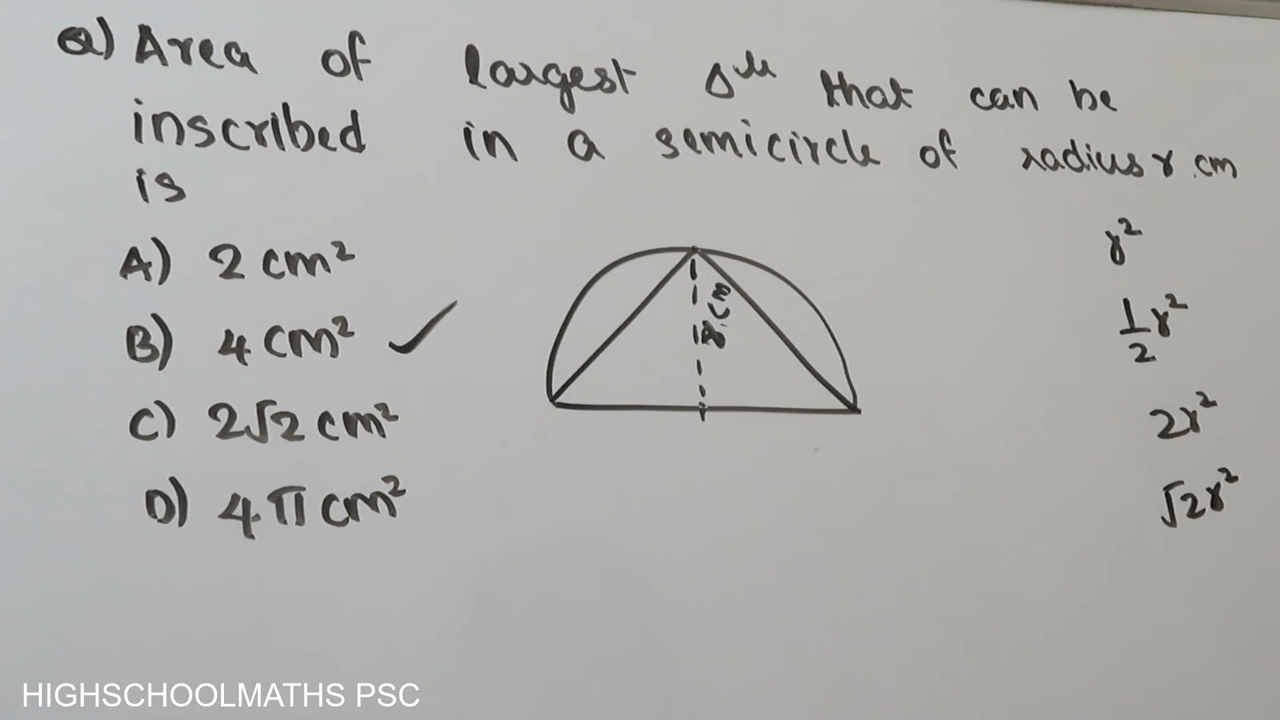 Q) Area of largest Δle that can be
inscribed in a semicircle of radius r cm
is
A) 2 cm²
B) 4 cm² ✓
C) 2√2 cm²
D) 4π cm²
cm
r²
1/2 r²
2r²
√2r²
HIGHSCHOOLMATHS PSC